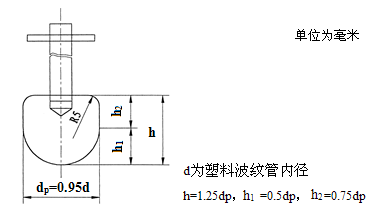 单位为毫米
R5
h₂
h
h₁
dₚ=0.95d
d为塑料波纹管内径
h=1.25dp，h₁ =0.5dp， h₂=0.75dp